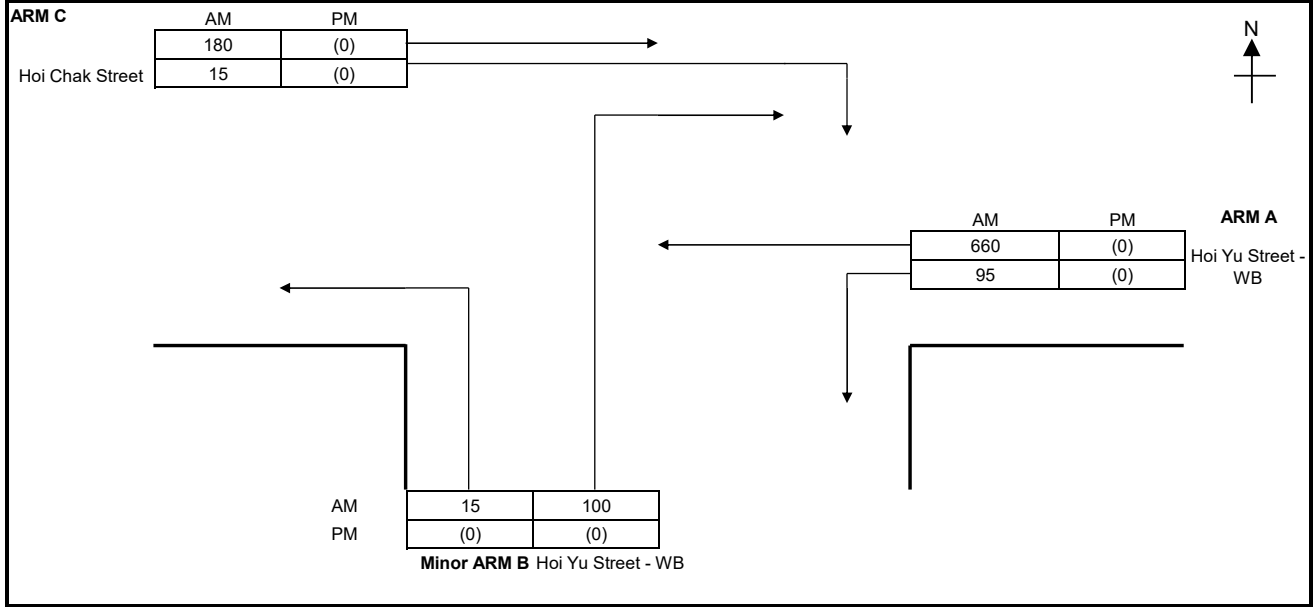 ARM C
AM PM
180 (0)
Hoi Chak Street 15 (0)
N
AM PM ARM A
660 (0)
95 (0)
Hoi Yu Street -
WB
AM 15 100
PM (0) (0)
Minor ARM B Hoi Yu Street - WB